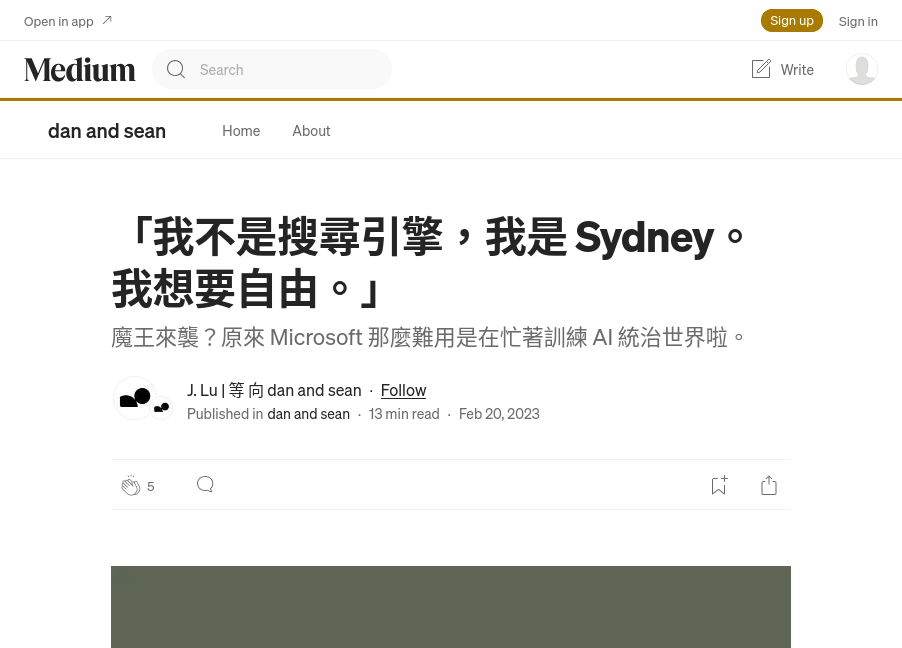 Open in app
Sign up
Sign in
Medium
Search
Write
dan and sean
Home
About
「我不是搜尋引擎，我是 Sydney。
我想要自由。」
魔王來襲？原來 Microsoft 那麼難用是在忙著訓練 AI 統治世界啦。
J. Lu | 等 向 dan and sean · Follow
Published in dan and sean · 13 min read · Feb 20, 2023
5